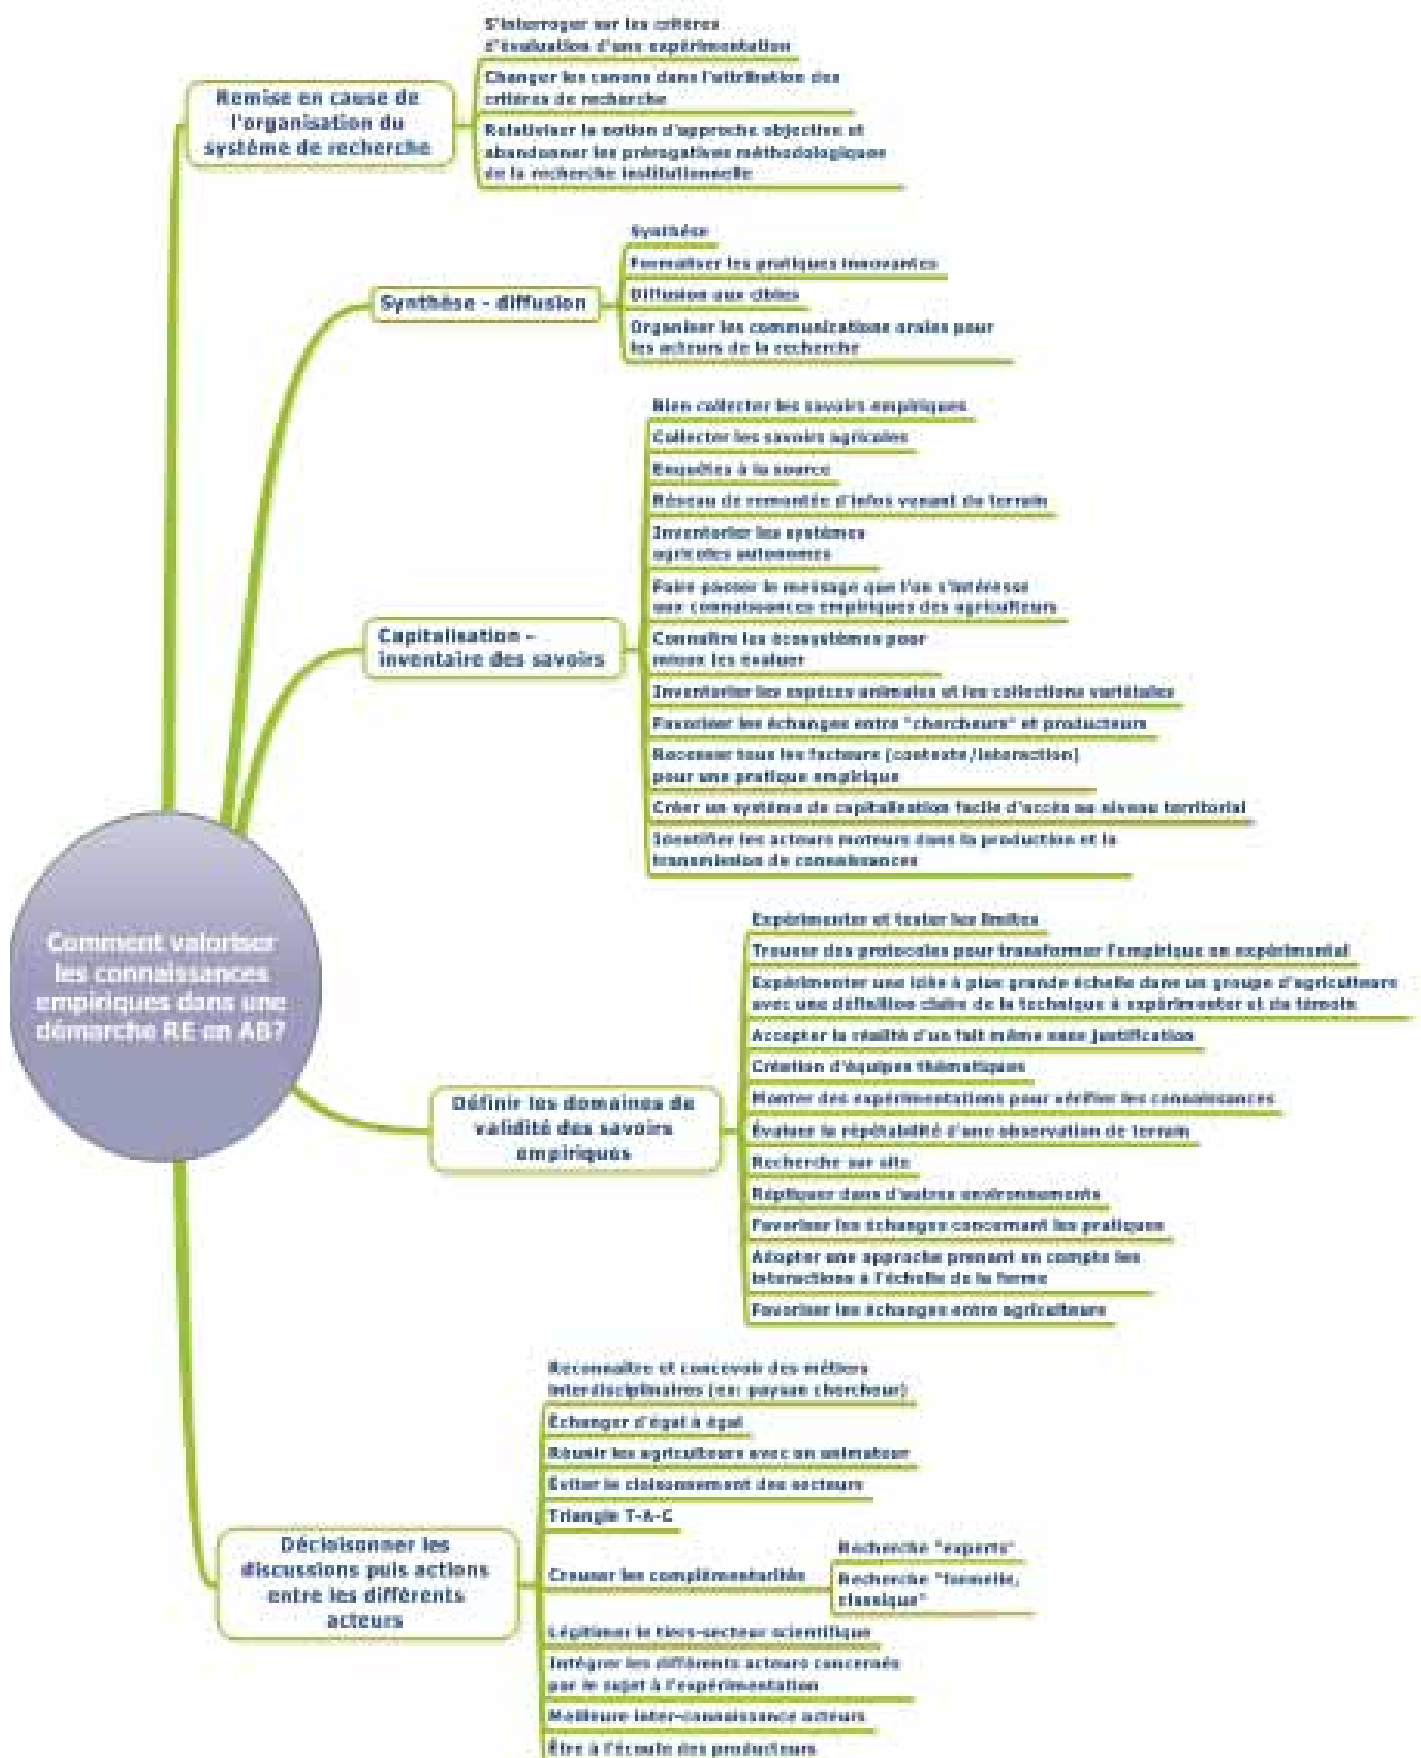 S'interroger sur les critères
d'évaluation d'une expérimentation
Changer les canons dans l'attribution des
critères de recherche
Relativiser la notion d'approche objective et
abandonner les prérogatives méthodologiques
de la recherche institutionnelle
Remise en cause de
l'organisation du
système de recherche
Synthèse
Formaliser les pratiques innovantes
Diffusion aux cibles
Organiser les communications orales pour
les acteurs de la recherche
Synthèse - diffusion
Bien collecter les savoirs empiriques
Collecter les savoirs agricoles
Enquêtes à la source
Réseau de remontée d'infos venant du terrain
Inventorier les systèmes
agricoles autonomes
Faire passer le message que l'on s'intéresse
aux connaissances empiriques des agriculteurs
Connaître les écosystèmes pour
mieux les évaluer
Inventorier les espèces animales et les collections variétales
Favoriser les échanges entre "chercheurs" et producteurs
Recenser tous les facteurs (contexte/interaction)
pour une pratique empirique
Créer un système de capitalisation facile d'accès au niveau territorial
Identifier les acteurs moteurs dans la production et la
transmission de connaissances
Capitalisation -
inventaire des savoirs
Comment valoriser
les connaissances
empiriques dans une
démarche RE en AB?
Expérimenter et tester les limites
Trouver des protocoles pour transformer l'empirique en expérimental
Expérimenter une idée à plus grande échelle dans un groupe d'agriculteurs
avec une définition claire de la technique à expérimenter et du témoin
Accepter la réalité d'un fait même sans justification
Création d'équipes thématiques
Monter des expérimentations pour vérifier les connaissances
Évaluer la répétabilité d'une observation de terrain
Recherche sur site
Répliquer dans d'autres environnements
Favoriser les échanges concernant les pratiques
Adopter une approche prenant en compte les
interactions à l'échelle de la ferme
Favoriser les échanges entre agriculteurs
Définir les domaines de
validité des savoirs
empiriques
Reconnaître et concevoir des métiers
interdisciplinaires (ex: paysan chercheur)
Échanger d'égal à égal
Réunir les agriculteurs avec un animateur
Éviter le cloisonnement des secteurs
Triangle T-A-C
Creuser les complémentarités
Recherche "experts"
Recherche "formelle,
classique"
Légitimer le tiers-secteur scientifique
Intégrer les différents acteurs concernés
par le sujet à l'expérimentation
Meilleure inter-connaissance acteurs
Être à l'écoute des producteurs
Décloisonner les
discussions puis actions
entre les différents
acteurs